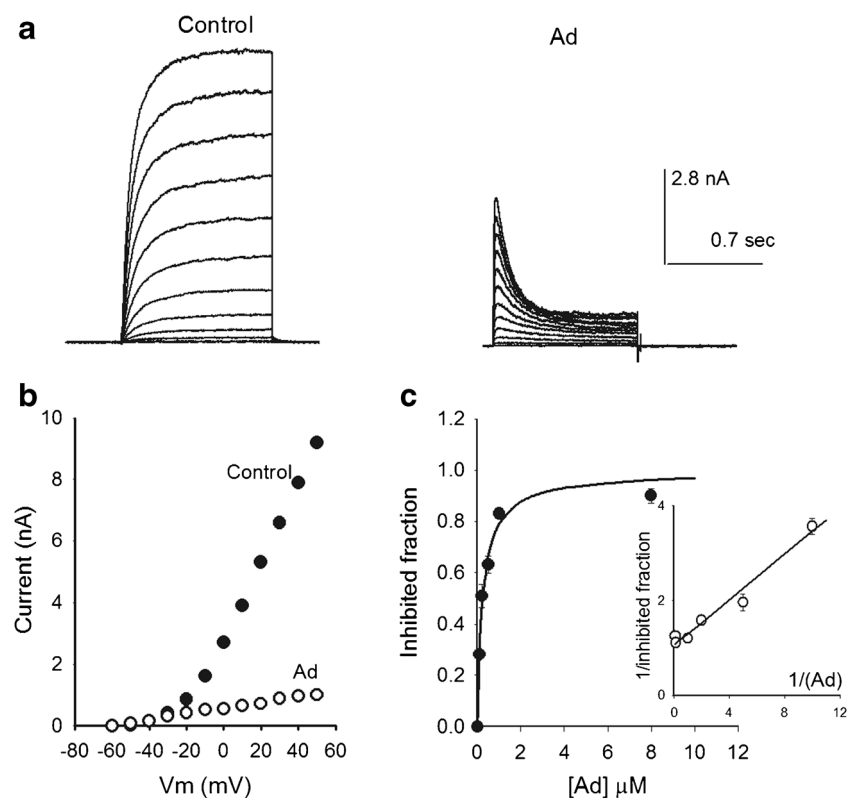 a
Control
Ad
2.8 nA
0.7 sec
b
10
8
6
4
2
0
Current (nA)
Control
Ad
-80 -60 -40 -20 0 20 40 60
Vm (mV)
c
1.2
1.0
0.8
0.6
0.4
0.2
0.0
Inhibited fraction
0 2 4 6 8 10 12
[Ad] μM
4
2
0
1/inhibited fraction
1/(Ad)
0 4 8 12